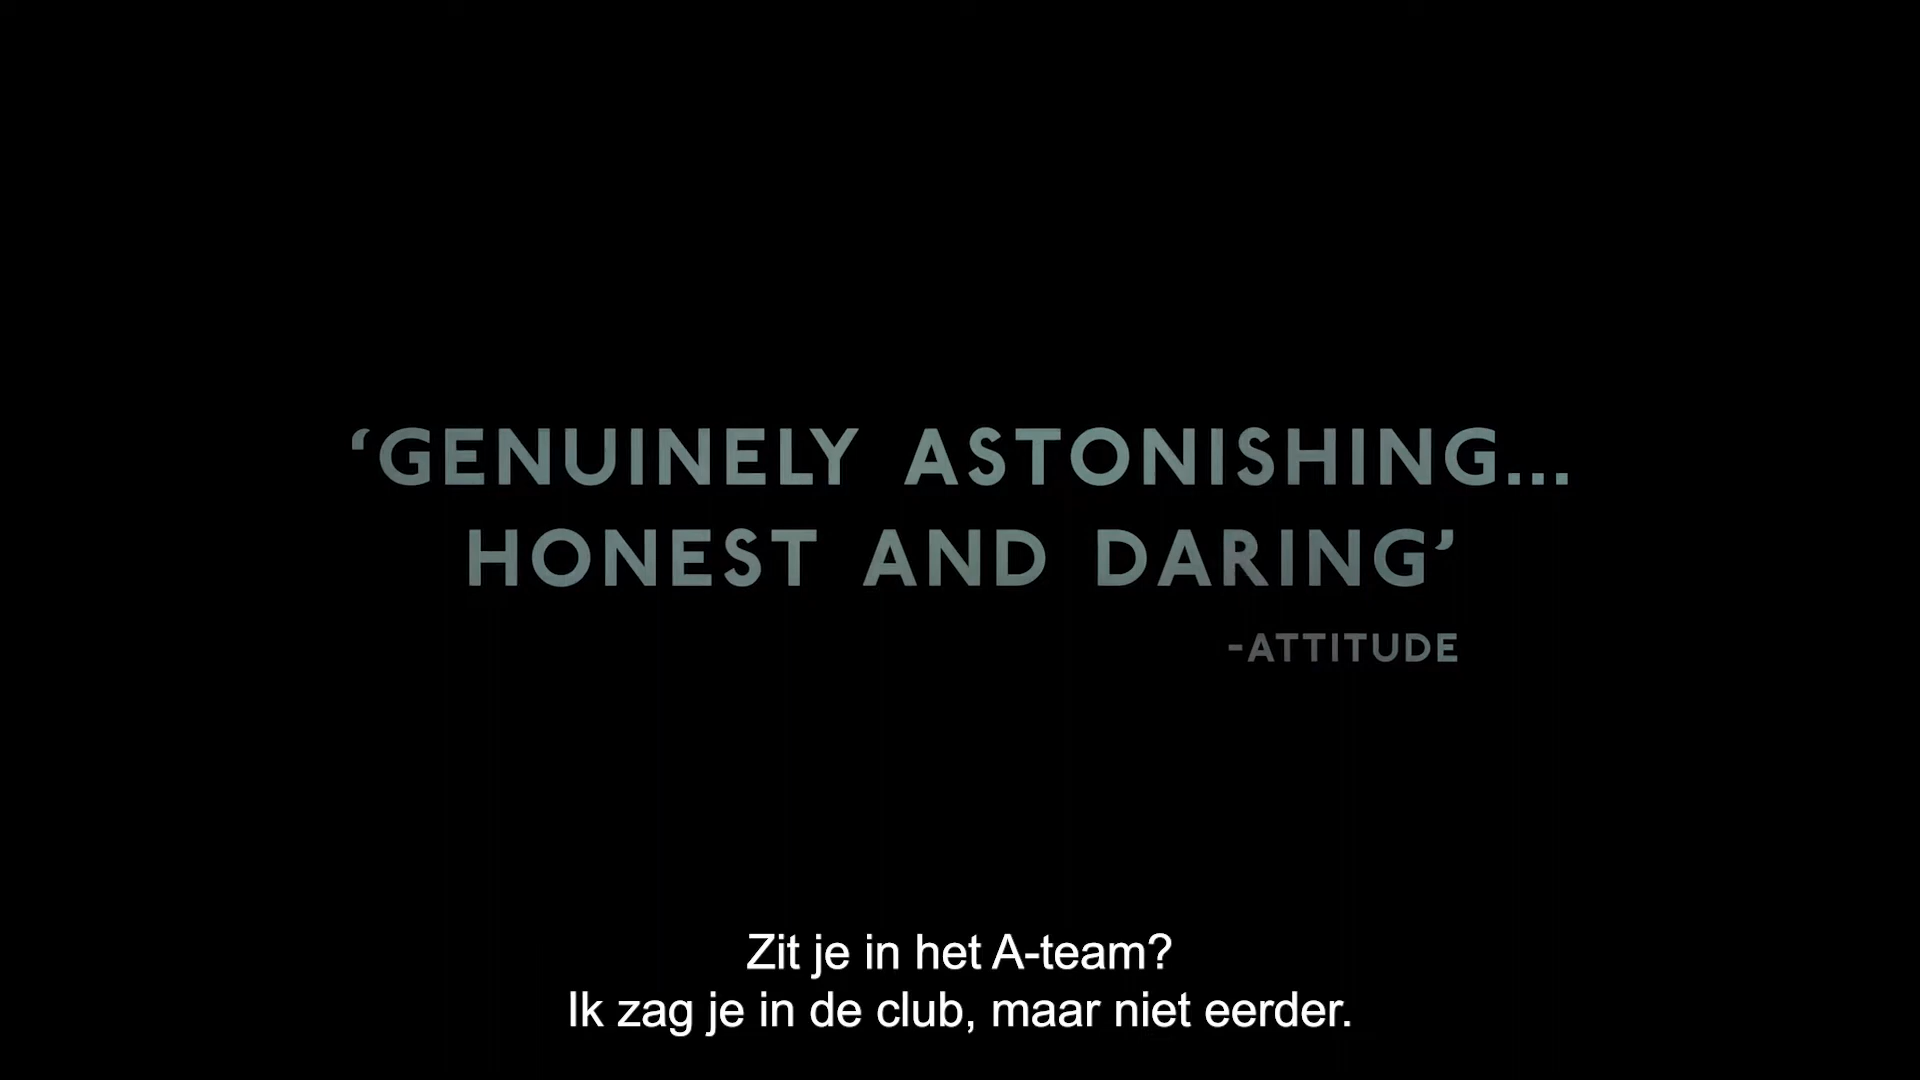 ‘GENUINELY ASTONISHING...
HONEST AND DARING’
-ATTITUDE
Zit je in het A-team?
Ik zag je in de club, maar niet eerder.